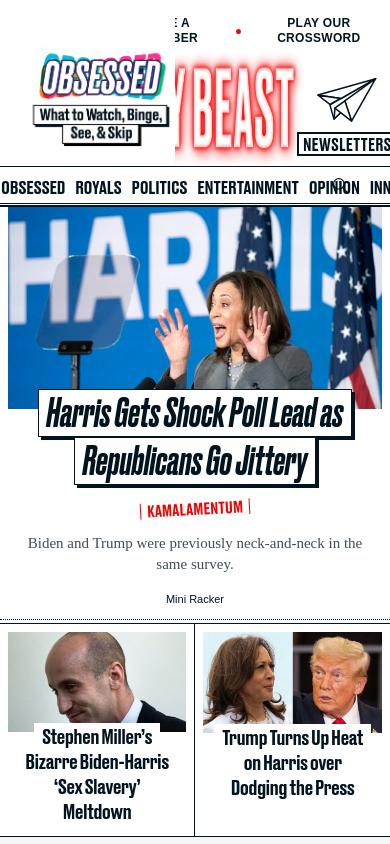 E A
BER
PLAY OUR
CROSSWORD
OBSESSED
What to Watch, Binge,
See, & Skip
Y BEAST
NEWSLETTERS
OBSESSED ROYALS POLITICS ENTERTAINMENT OPINION INN
HARRIS
Harris Gets Shock Poll Lead as
Republicans Go Jittery
KAMALAMENTUM
Biden and Trump were previously neck-and-neck in the
same survey.
Mini Racker
Stephen Miller’s
Bizarre Biden-Harris
‘Sex Slavery’
Meltdown
Trump Turns Up Heat
on Harris over
Dodging the Press